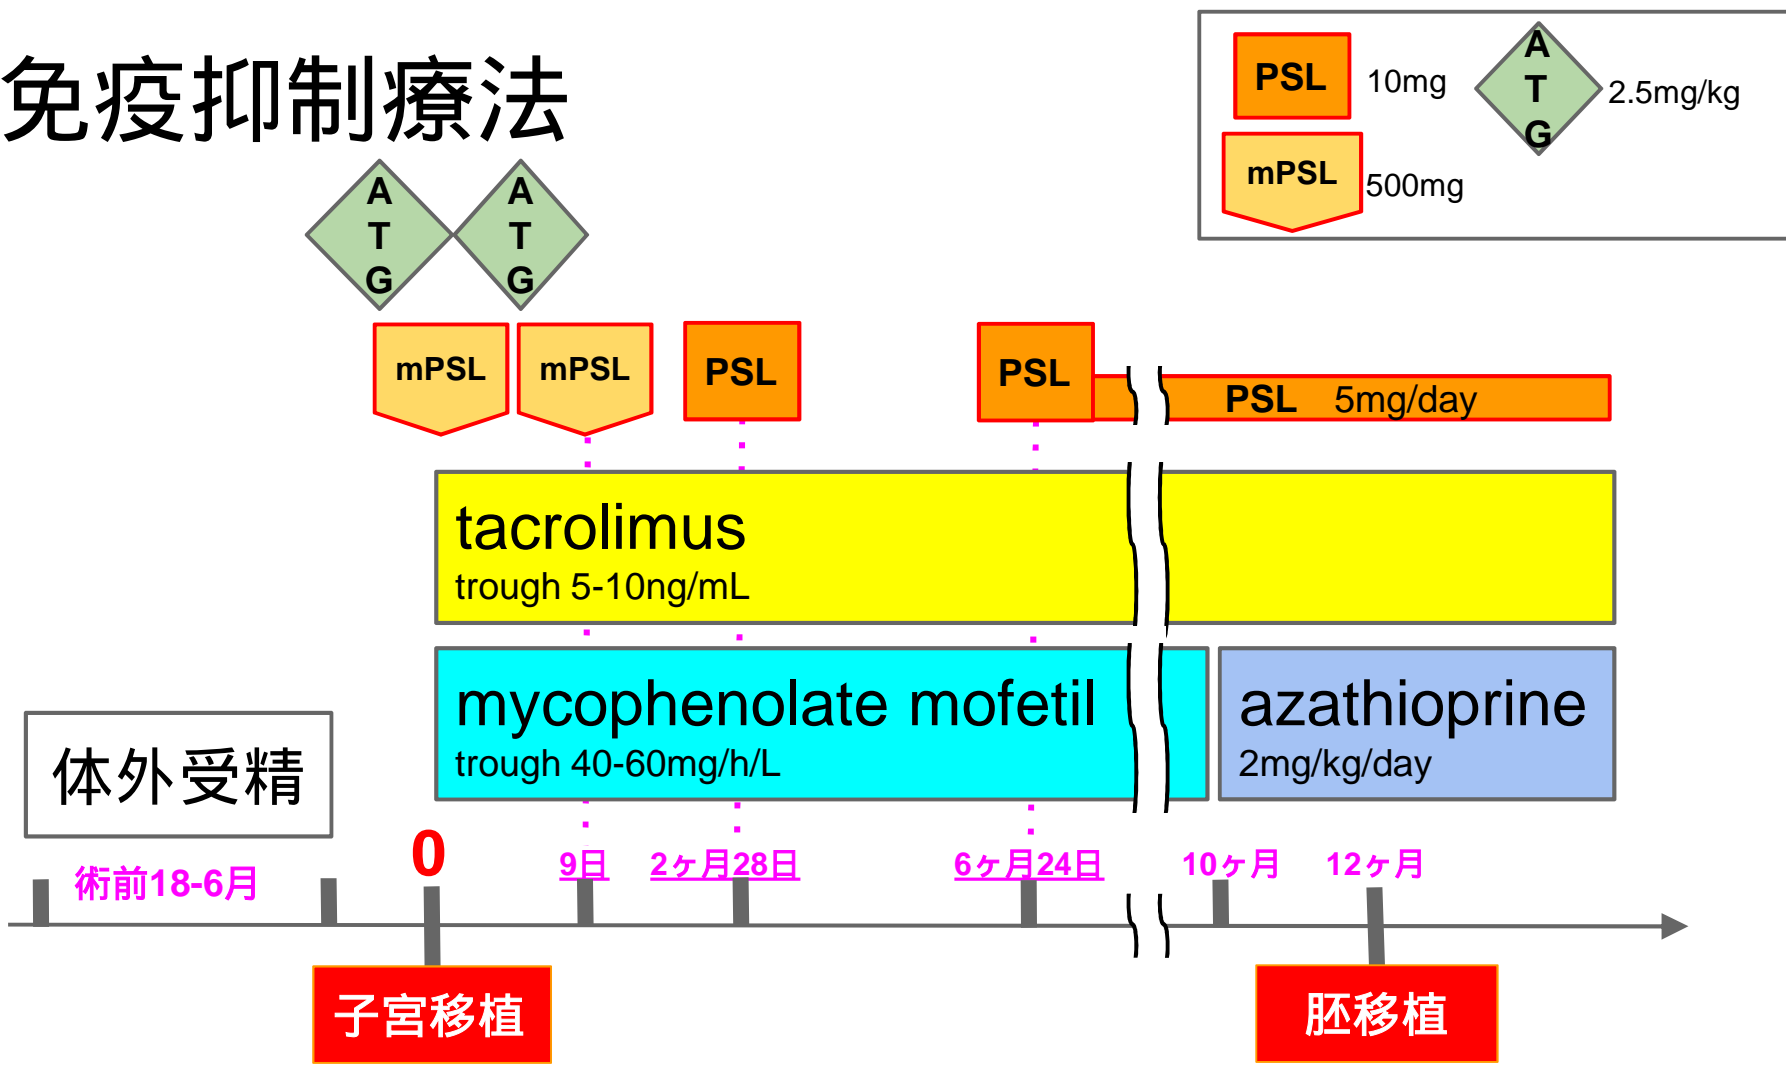 免疫抑制療法
PSL
10mg
A
T
G
2.5mg/kg
mPSL
500mg
A
T
G
A
T
G
mPSL
mPSL
PSL
PSL
PSL 5mg/day
tacrolimus
trough 5-10ng/mL
mycophenolate mofetil
trough 40-60mg/h/L
azathioprine
2mg/kg/day
体外受精
術前18-6月
0
9日
2ヶ月28日
6ヶ月24日
10ヶ月
12ヶ月
子宮移植
胚移植